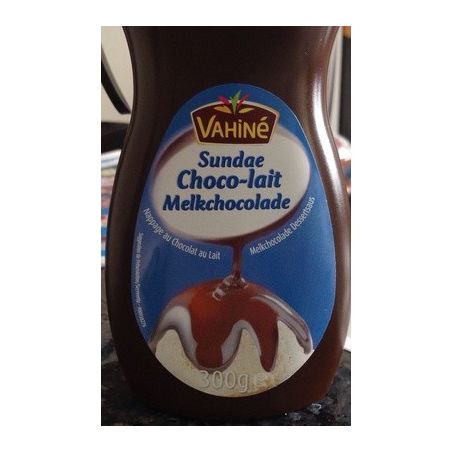 VAHiNé
Sundae
Choco-lait
Melkchocolade
Nappage au Chocolat au Lait
Melkchocolade Dessertsaus
300g